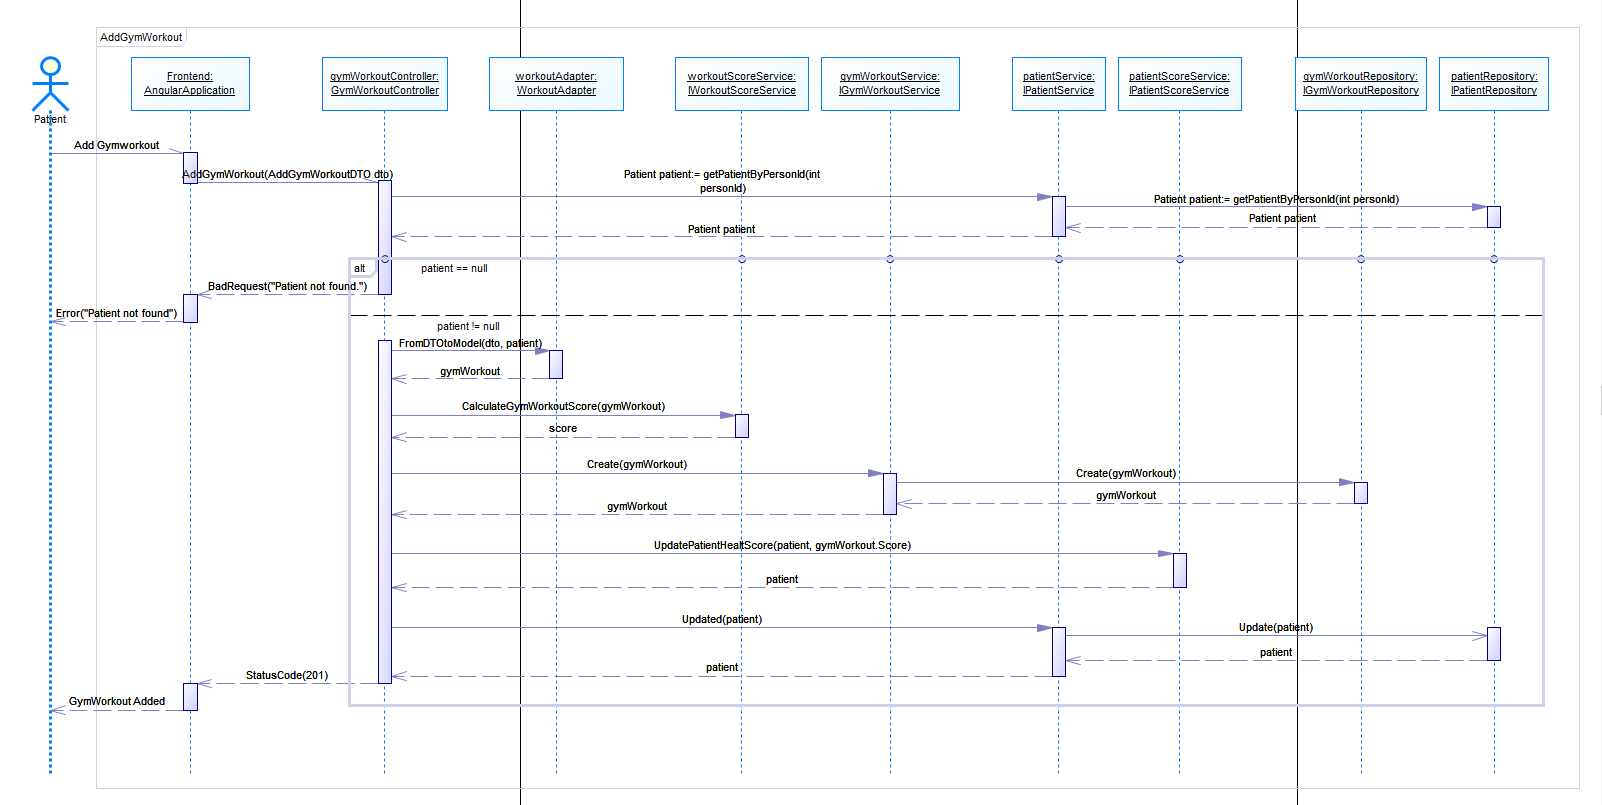 AddGymWorkout
Patient
Frontend:
AngularApplication
gymWorkoutController:
GymWorkoutController
workoutAdapter:
WorkoutAdapter
workoutScoreService:
IWorkoutScoreService
gymWorkoutService:
IGymWorkoutService
patientService:
IPatientService
patientScoreService:
IPatientScoreService
gymWorkoutRepository:
IGymWorkoutRepository
patientRepository:
IPatientRepository
Add Gymworkout
AddGymWorkout(AddGymWorkoutDTO dto)
Patient patient:= getPatientByPersonId(int
personId)
Patient patient:= getPatientByPersonId(int personId)
Patient patient
Patient patient
alt
patient == null
BadRequest("Patient not found.")
Error("Patient not found")
patient != null
FromDTOtoModel(dto, patient)
gymWorkout
CalculateGymWorkoutScore(gymWorkout)
score
Create(gymWorkout)
Create(gymWorkout)
gymWorkout
gymWorkout
UpdatePatientHealtScore(patient, gymWorkout.Score)
patient
Updated(patient)
Update(patient)
patient
patient
StatusCode(201)
GymWorkout Added